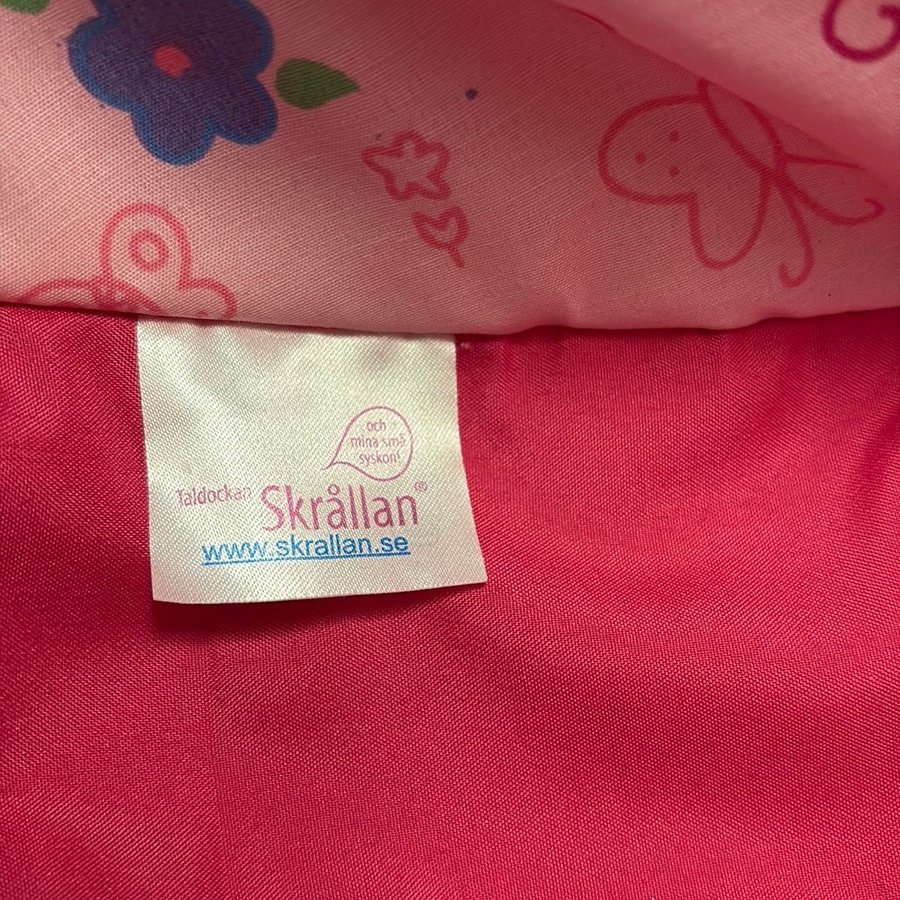 och
mina små
syskon!
Taldockan
Skrållan®
www.skrallan.se